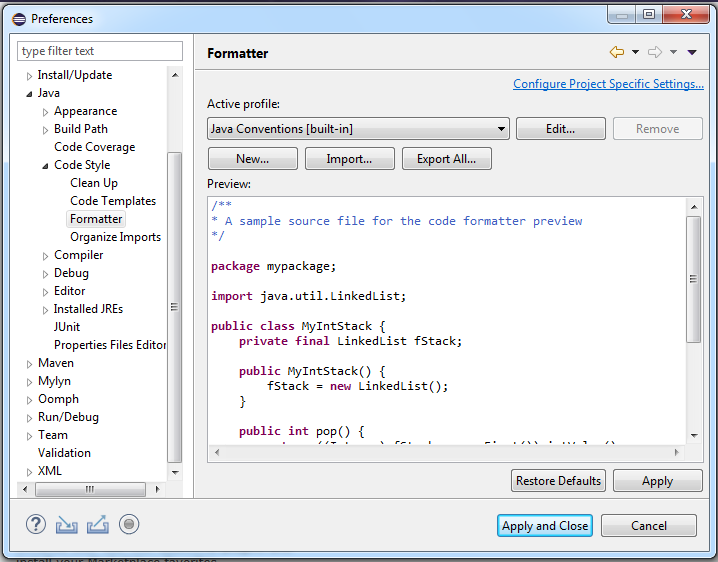 Preferences
type filter text
Install/Update
Java
Appearance
Build Path
Code Coverage
Code Style
Clean Up
Code Templates
Formatter
Organize Imports
Compiler
Debug
Editor
Installed JREs
JUnit
Properties Files Editor
Maven
Mylyn
Oomph
Run/Debug
Team
Validation
XML
Formatter
Configure Project Specific Settings...
Active profile:
Java Conventions [built-in]
Edit...
Remove
New...
Import...
Export All...
Preview:
/**
* A sample source file for the code formatter preview
*/
package mypackage;
import java.util.LinkedList;
public class MyIntStack {
private final LinkedList fStack;
public MyIntStack() {
fStack = new LinkedList();
}
public int pop() {
Restore Defaults
Apply
Apply and Close
Cancel